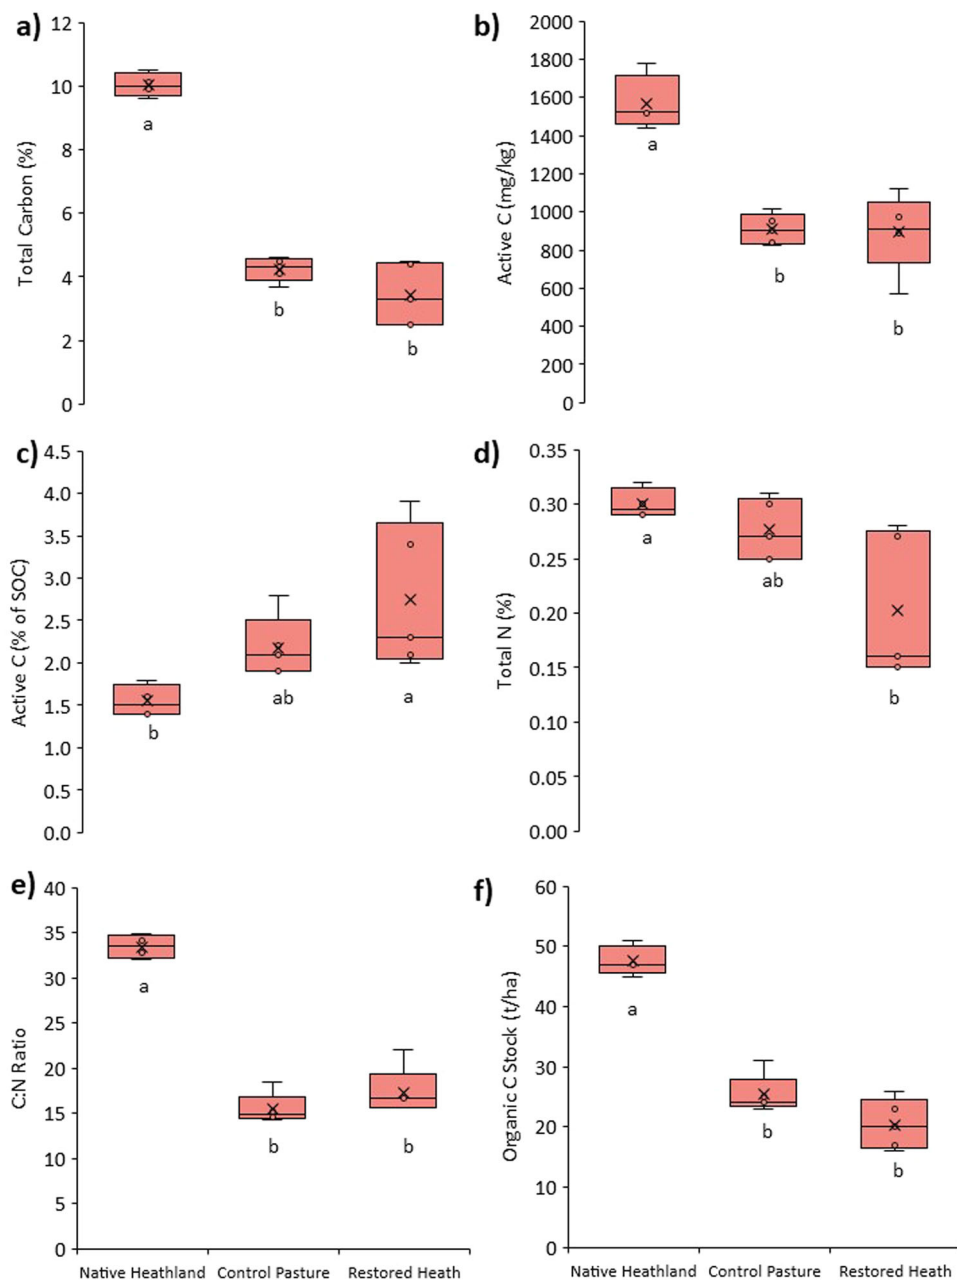 a)
Total Carbon (%)
12
10
8
6
4
2
0
a
b
b
b)
Active C (mg/kg)
2000
1800
1600
1400
1200
1000
800
600
400
200
0
a
b
b
c)
Active C (% of SOC)
4.5
4.0
3.5
3.0
2.5
2.0
1.5
1.0
0.5
0.0
b
ab
a
d)
Total N (%)
0.35
0.30
0.25
0.20
0.15
0.10
0.05
0.00
a
ab
b
e)
C:N Ratio
40
35
30
25
20
15
10
5
0
a
b
b
Native Heathland Control Pasture Restored Heath
f)
Organic C Stock (t/ha)
60
50
40
30
20
10
0
a
b
b
Native Heathland Control Pasture Restored Heath